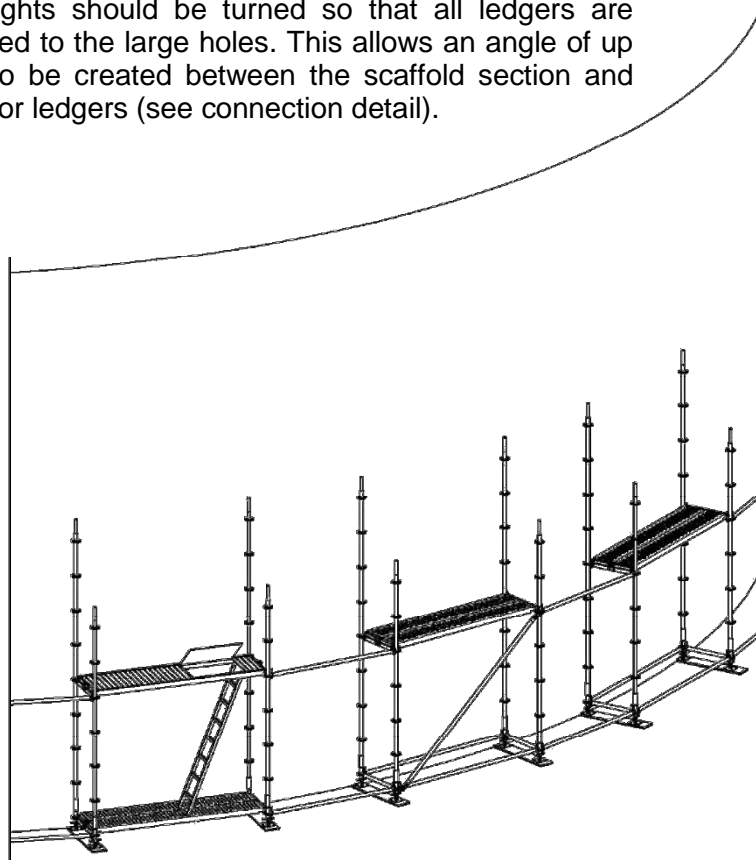 ghts should be turned so that all ledgers are
ed to the large holes. This allows an angle of up
o be created between the scaffold section and
or ledgers (see connection detail).